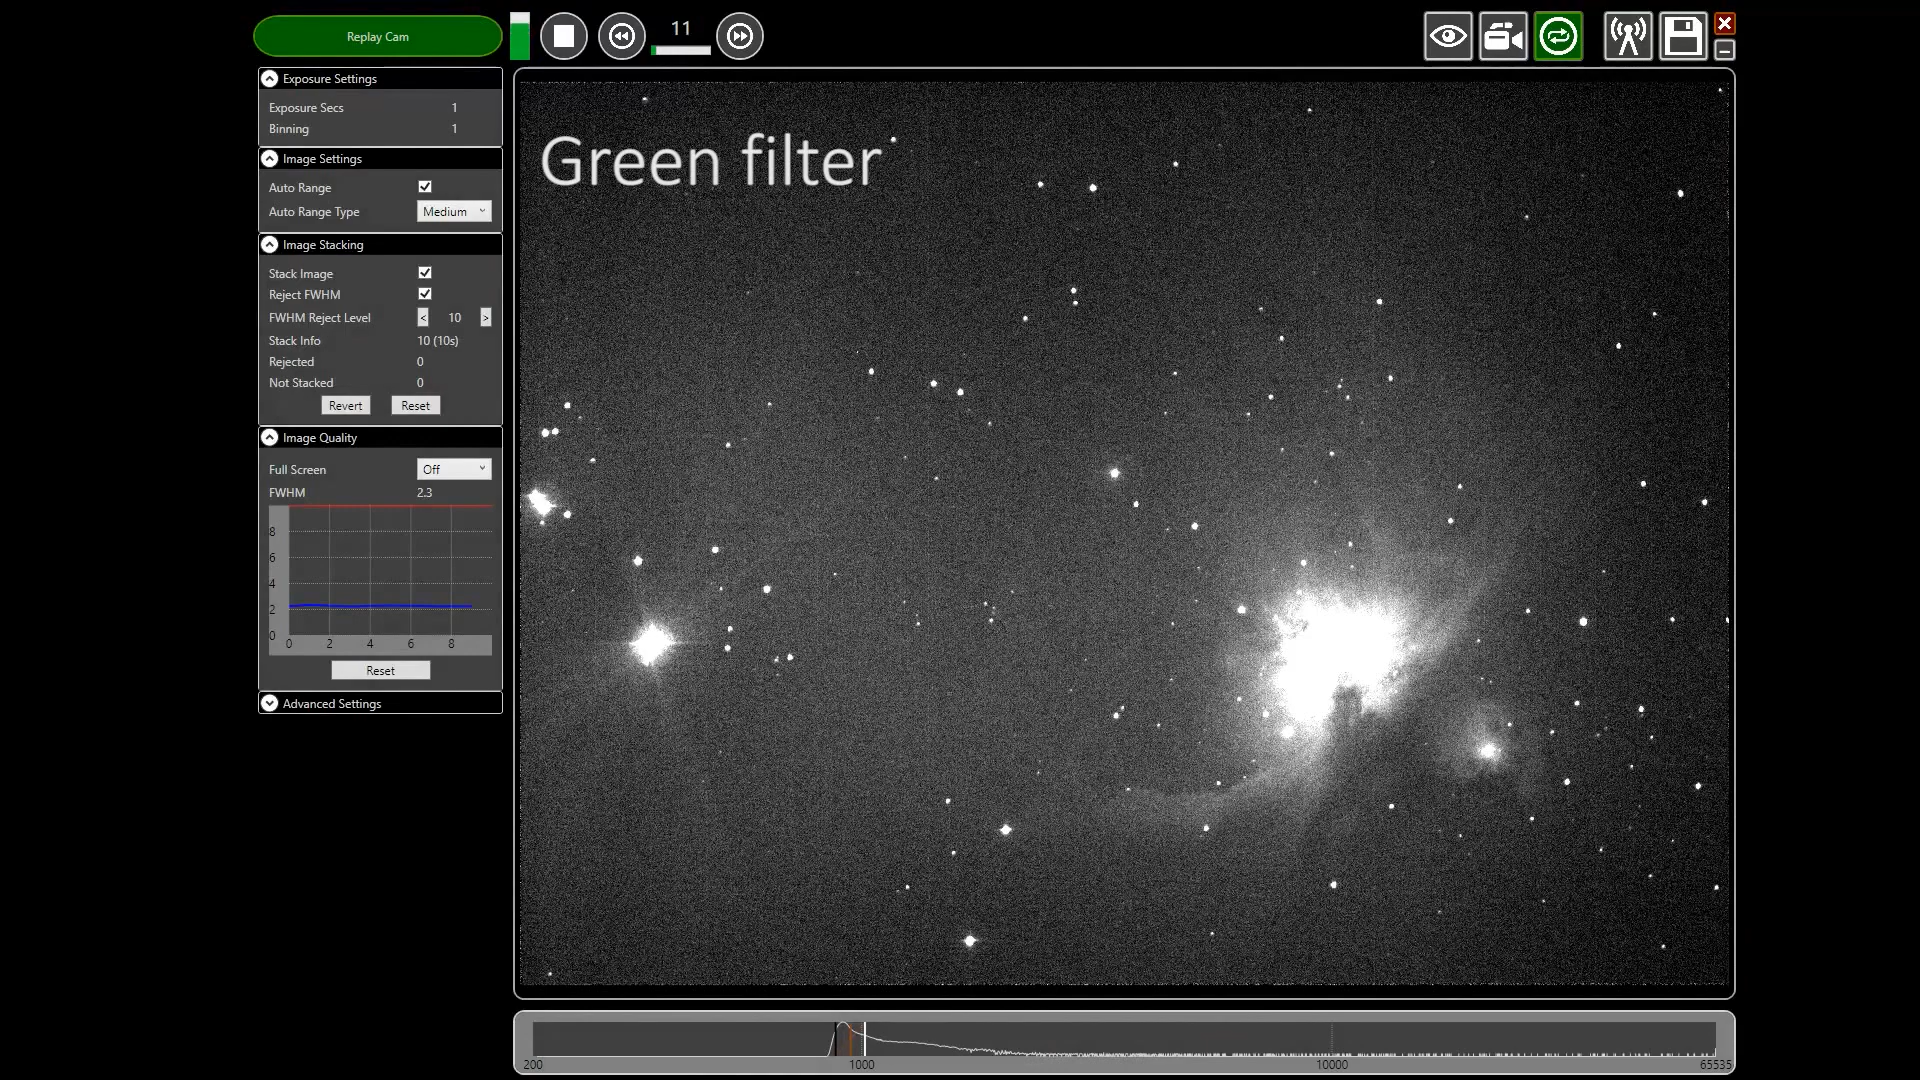 Replay Cam
11
Exposure Settings
Exposure Secs 1
Binning 1
Image Settings
Auto Range
Auto Range Type Medium
Image Stacking
Stack Image
Reject FWHM
FWHM Reject Level < 10 >
Stack Info 10 (10s)
Rejected 0
Not Stacked 0
Revert Reset
Image Quality
Full Screen Off
FWHM 2.3
8
6
4
2
0
0 2 4 6 8
Reset
Advanced Settings
Green filter
200 1000 10000 65535